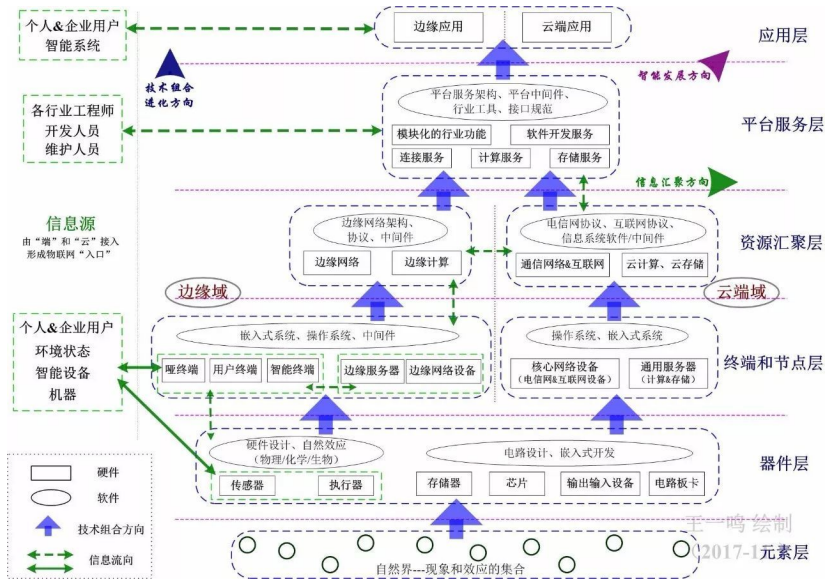 个人&企业用户
智能系统
边缘应用
云端应用
应用层
技术组合
进化方向
智能发展方向
各行业工程师
开发人员
维护人员
平台服务架构、平台中间件、
行业工具、接口规范
模块化的行业功能
软件开发服务
连接服务
计算服务
存储服务
平台服务层
信息汇聚方向
信息源
由“端”和“云”接入
形成物联网“入口”
边缘网络架构、
协议、中间件
边缘网络
边缘计算
电信网协议、互联网协议、
信息系统软件/中间件
通信网络&互联网
云计算、云存储
资源汇聚层
边缘域
云端域
个人&企业用户
环境状态
智能设备
机器
嵌入式系统、操作系统、中间件
哑终端
用户终端
智能终端
边缘服务器
边缘网络设备
操作系统、嵌入式系统
核心网络设备
(电信网&互联网设备)
通用服务器
(计算&存储)
终端和节点层
硬件设计、自然效应
(物理/化学/生物)
传感器
执行器
电路设计、嵌入式开发
存储器
芯片
输出输入设备
电路板卡
器件层
硬件
软件
技术组合方向
信息流向
王一鸣 绘制
自然界---现象和效应的集合
元素层